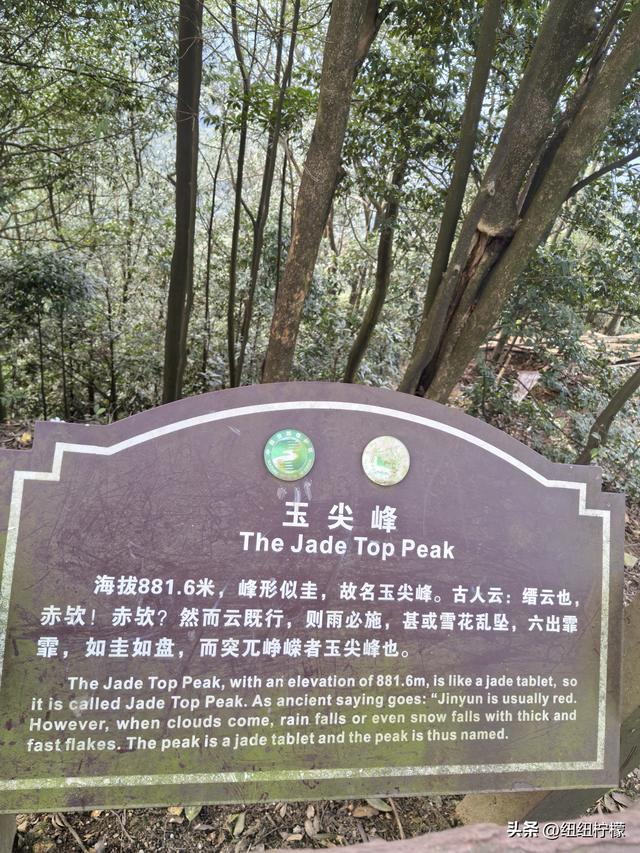 玉尖峰
The Jade Top Peak
海拔881.6米，峰形似圭，故名玉尖峰。古人云：缙云也，
赤欤！赤欤？然而云既行，则雨必施，甚或雪花乱坠，六出霏
霏，如圭如盘，而突兀峥嵘者玉尖峰也。
The Jade Top Peak, with an elevation of 881.6m, is like a jade tablet, so
it is called Jade Top Peak. As ancient saying goes: “Jinyun is usually red.
However, when clouds come, rain falls or even snow falls with thick and
fast flakes. The peak is a jade tablet and the peak is thus named.
头条 @纽纽柠檬